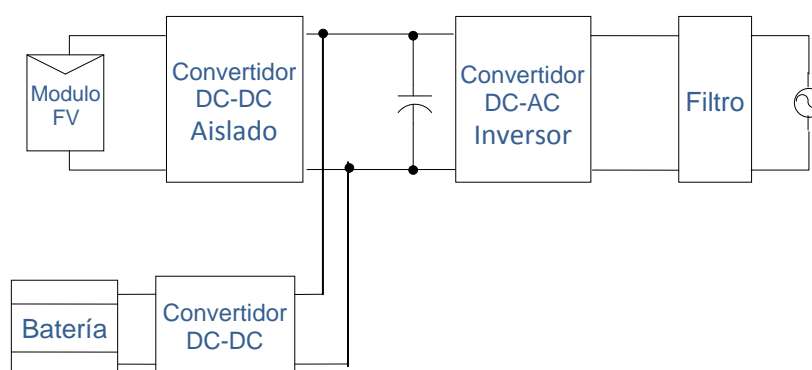 Modulo
FV
Convertidor
DC-DC
Aislado
Convertidor
DC-AC
Inversor
Filtro
Batería
Convertidor
DC-DC